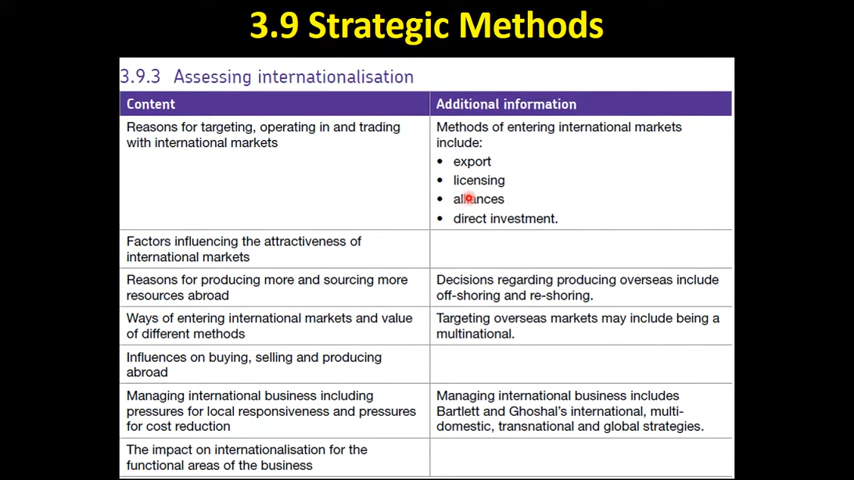 3.9 Strategic Methods
3.9.3 Assessing internationalisation
Content
Additional information
Reasons for targeting, operating in and trading
with international markets
Methods of entering international markets
include:
• export
• licensing
• alliances
• direct investment.
Factors influencing the attractiveness of
international markets
Reasons for producing more and sourcing more
resources abroad
Decisions regarding producing overseas include
off-shoring and re-shoring.
Ways of entering international markets and value
of different methods
Targeting overseas markets may include being a
multinational.
Influences on buying, selling and producing
abroad
Managing international business including
pressures for local responsiveness and pressures
for cost reduction
Managing international business includes
Bartlett and Ghoshal's international, multi-
domestic, transnational and global strategies.
The impact on internationalisation for the
functional areas of the business